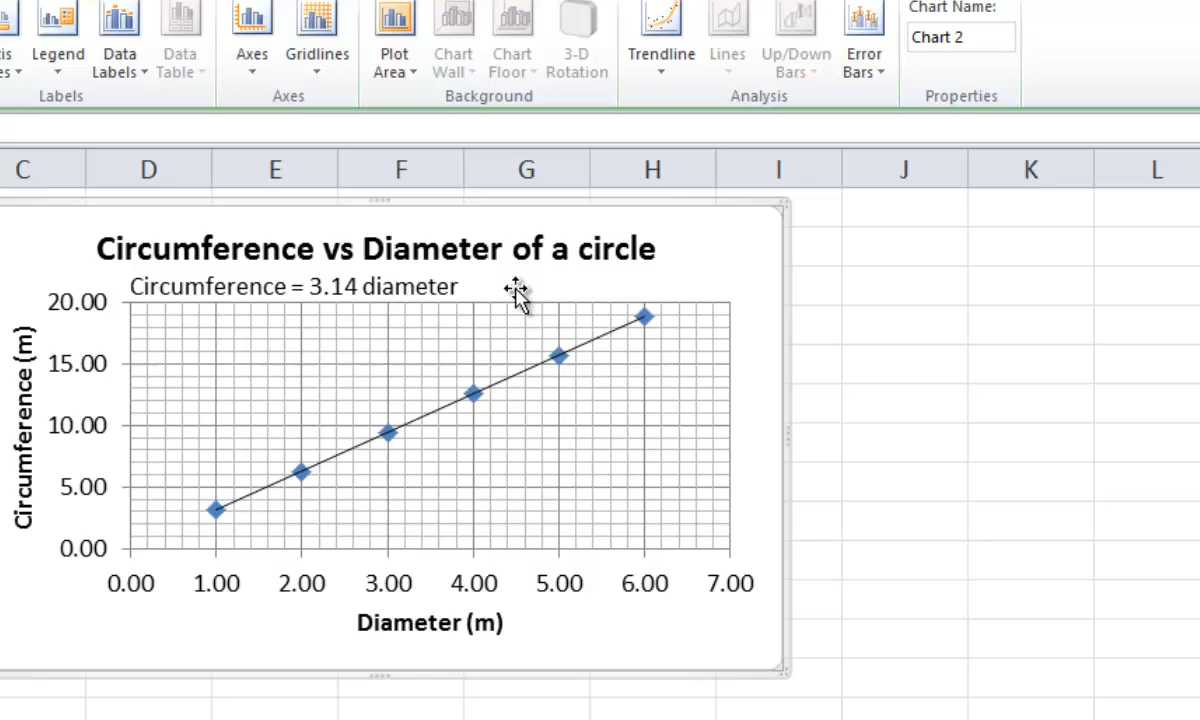 Chart Name:
Chart 2
is
es
Legend
Data Labels
Data Table
Axes
Gridlines
Plot Area
Chart Wall
Chart Floor
3-D Rotation
Trendline
Lines
Up/Down Bars
Error Bars
Labels
Axes
Background
Analysis
Properties
C D E F G H I J K L
Circumference vs Diameter of a circle
Circumference = 3.14 diameter
20.00
15.00
10.00
5.00
0.00
Circumference (m)
0.00 1.00 2.00 3.00 4.00 5.00 6.00 7.00
Diameter (m)